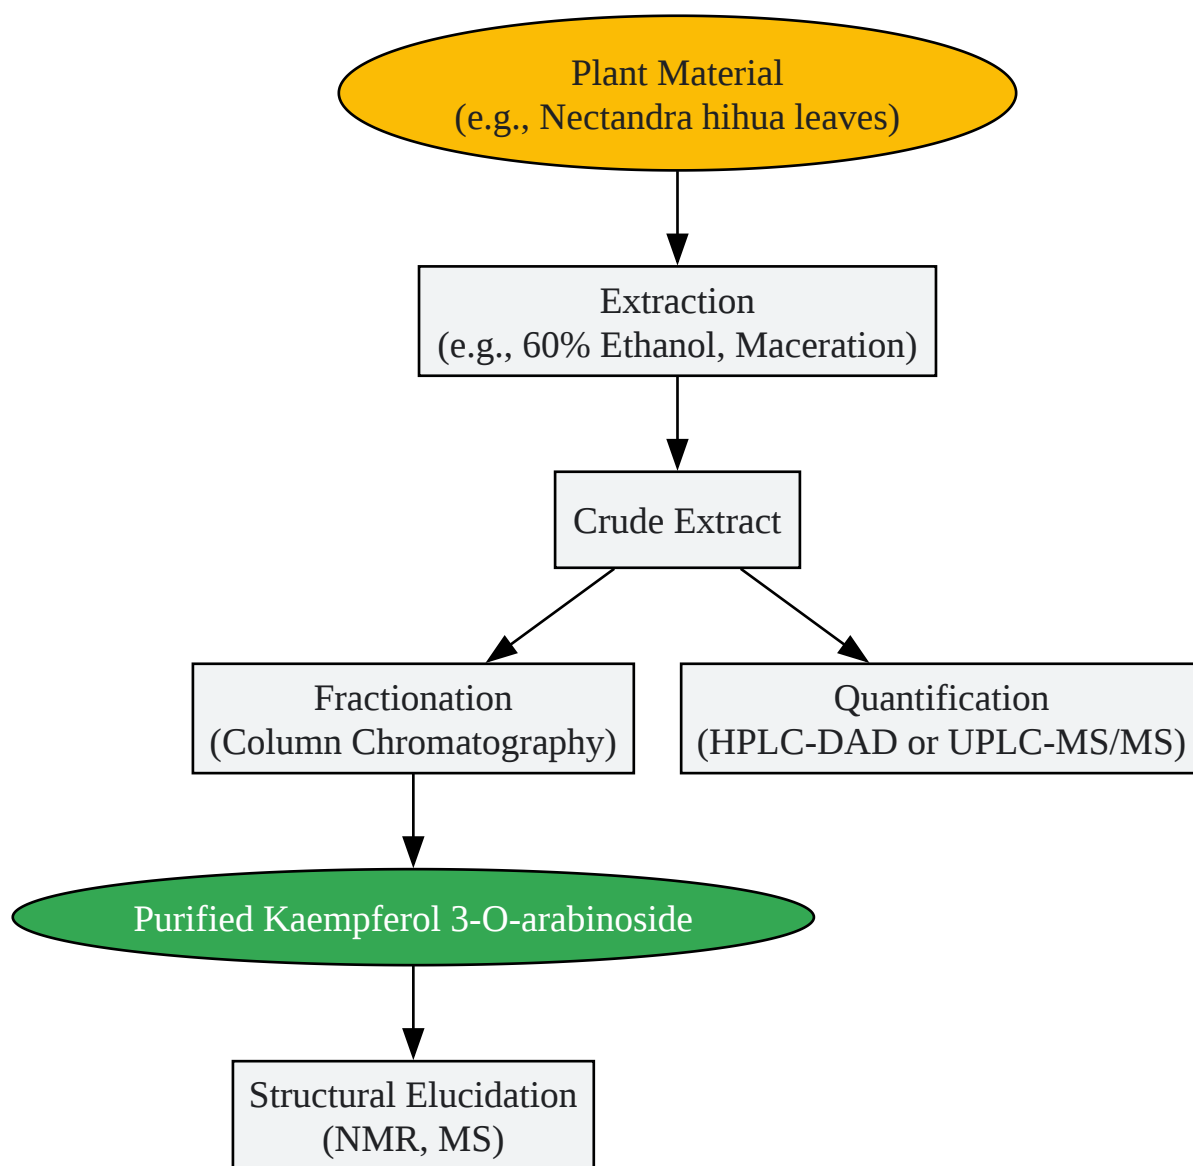 Plant Material
(e.g., Nectandra hihua leaves)
Extraction
(e.g., 60% Ethanol, Maceration)
Crude Extract
Fractionation
(Column Chromatography)
Quantification
(HPLC-DAD or UPLC-MS/MS)
Purified Kaempferol 3-O-arabinoside
Structural Elucidation
(NMR, MS)